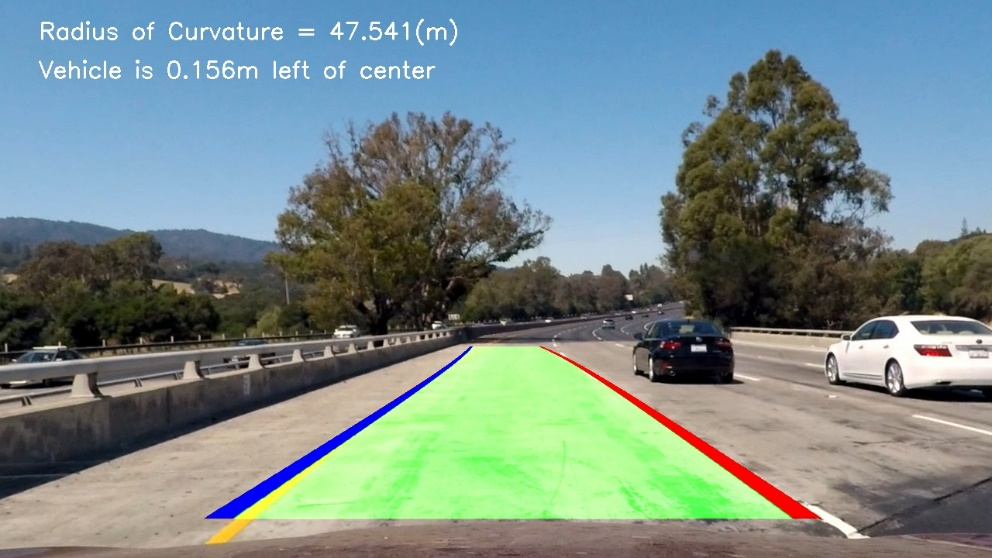 Radius of Curvature = 47.541(m)
Vehicle is 0.156m left of center